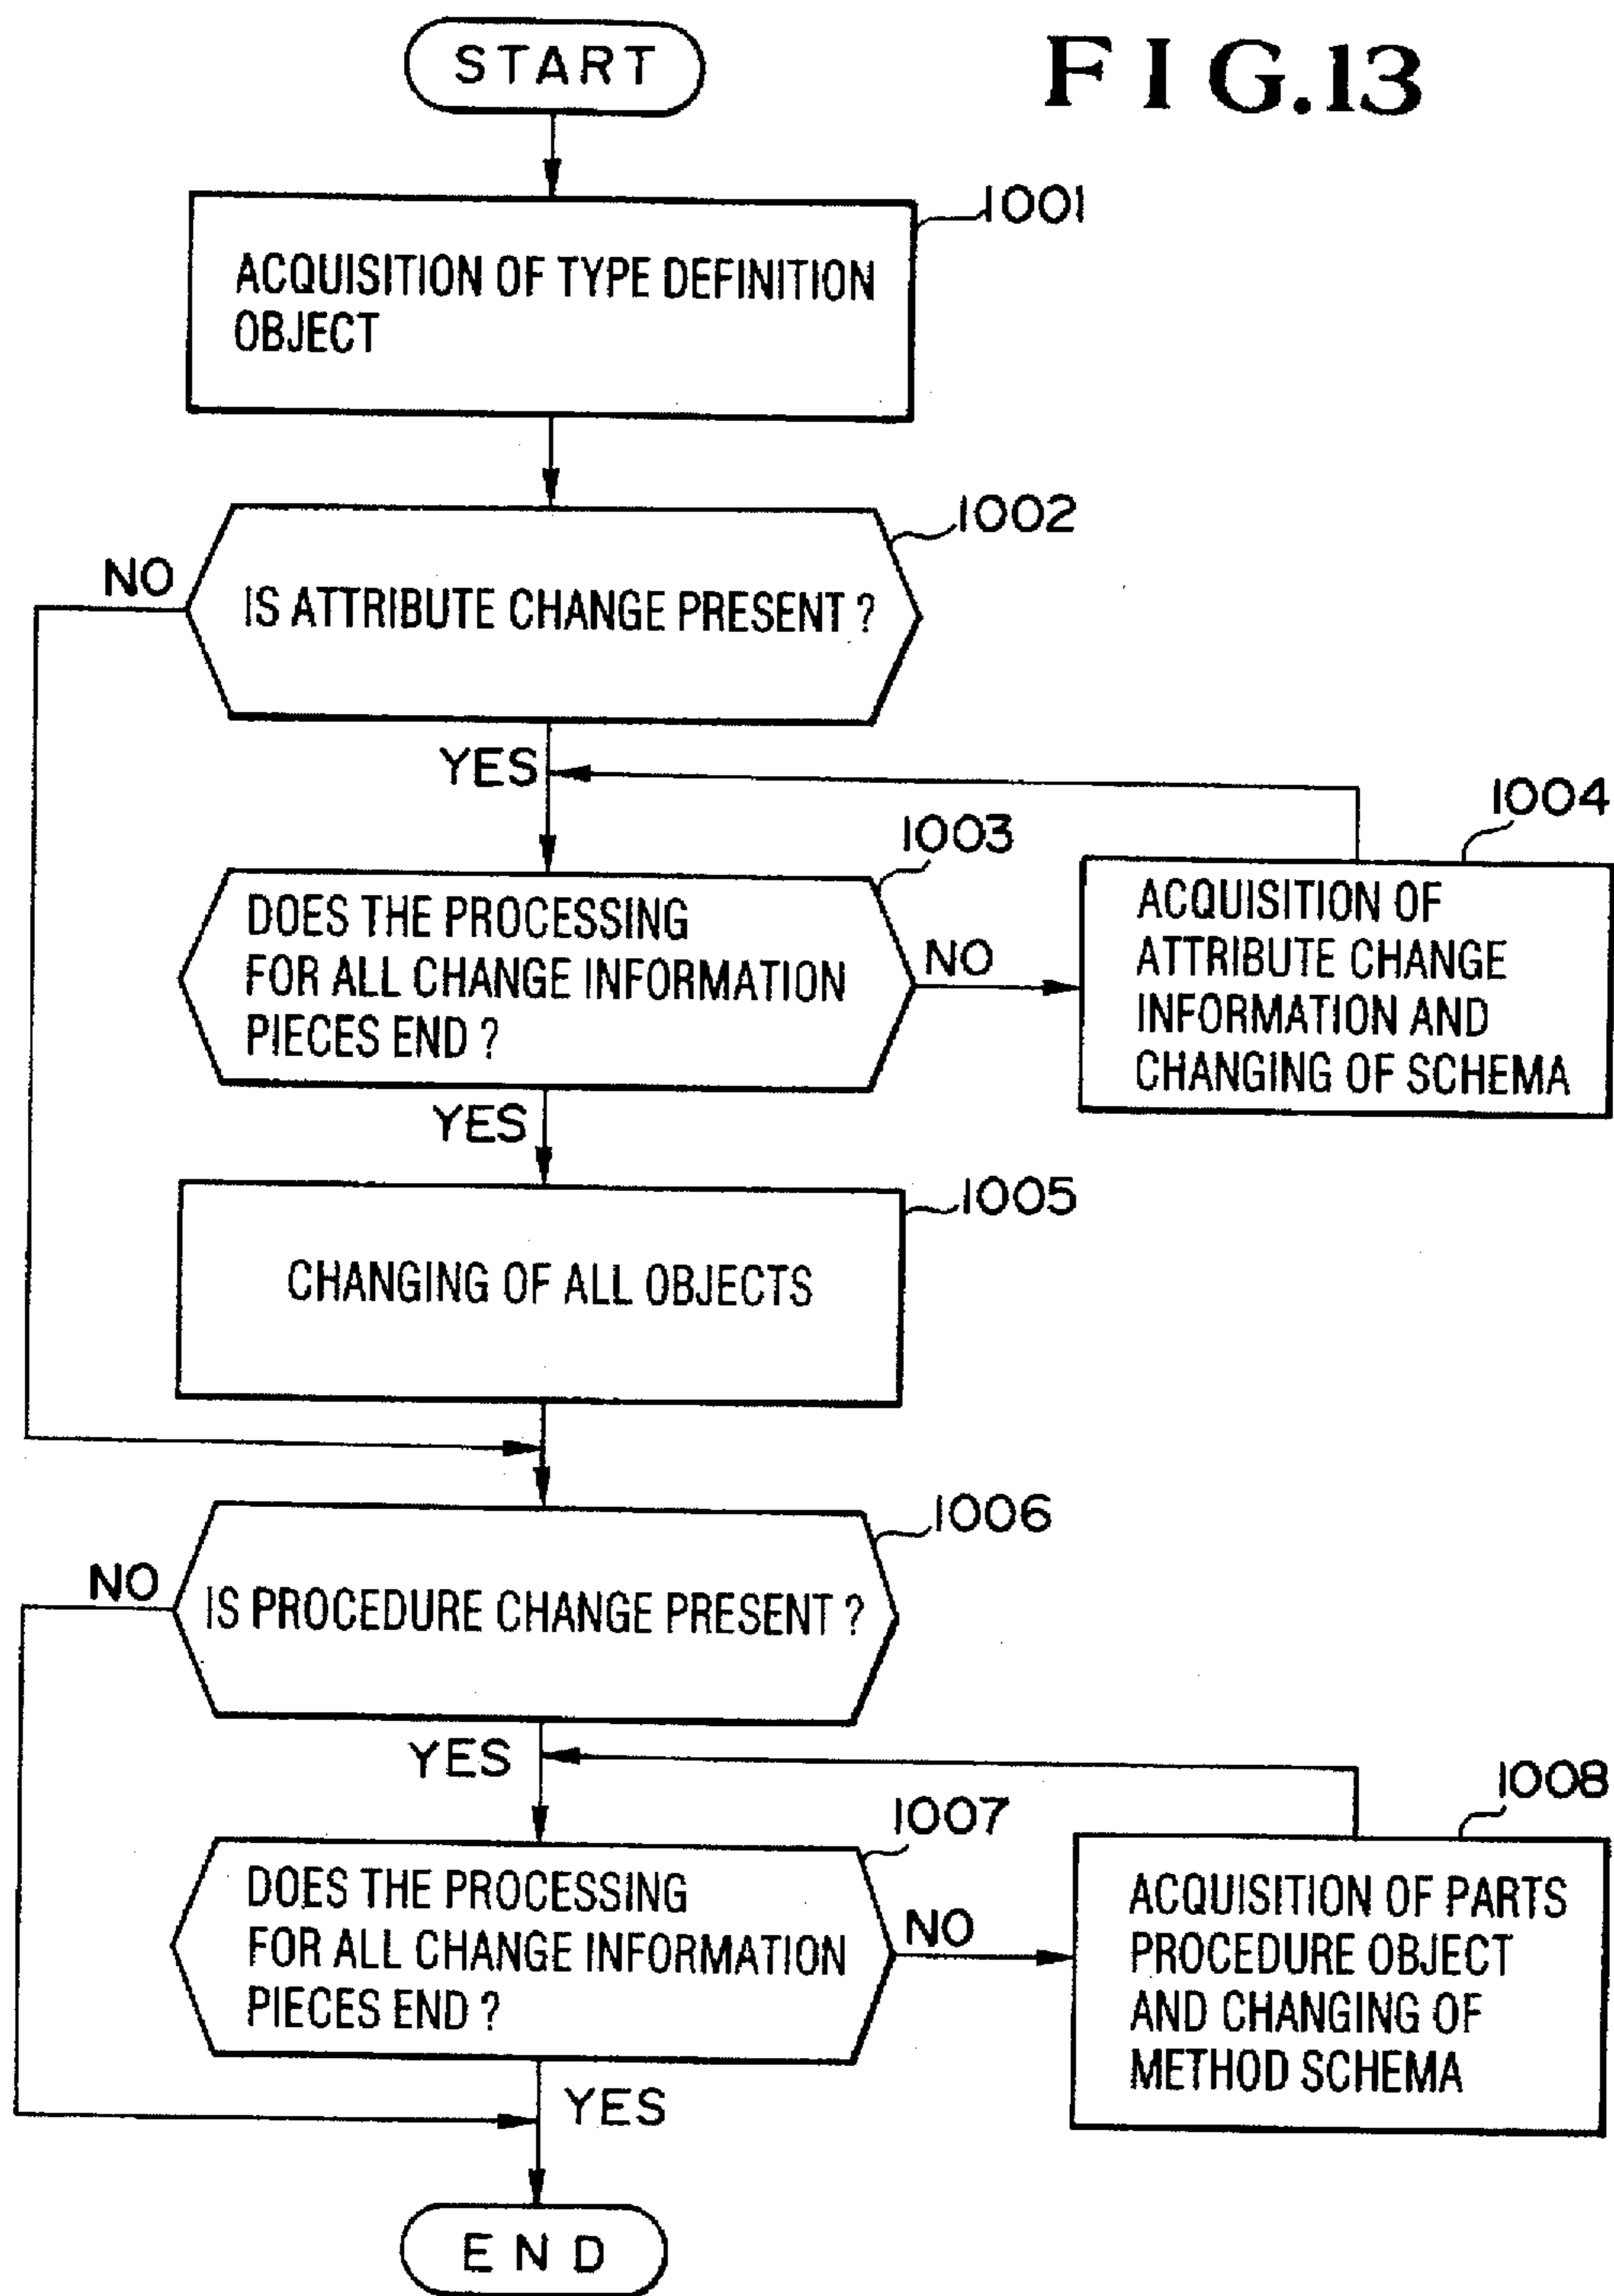 START
FIG.13
1001
ACQUISITION OF TYPE DEFINITION
OBJECT
1002
NO
IS ATTRIBUTE CHANGE PRESENT ?
YES
1003
DOES THE PROCESSING
FOR ALL CHANGE INFORMATION
PIECES END ?
NO
1004
ACQUISITION OF
ATTRIBUTE CHANGE
INFORMATION AND
CHANGING OF SCHEMA
YES
1005
CHANGING OF ALL OBJECTS
1006
NO
IS PROCEDURE CHANGE PRESENT ?
YES
1007
DOES THE PROCESSING
FOR ALL CHANGE INFORMATION
PIECES END ?
NO
1008
ACQUISITION OF PARTS
PROCEDURE OBJECT
AND CHANGING OF
METHOD SCHEMA
YES
END